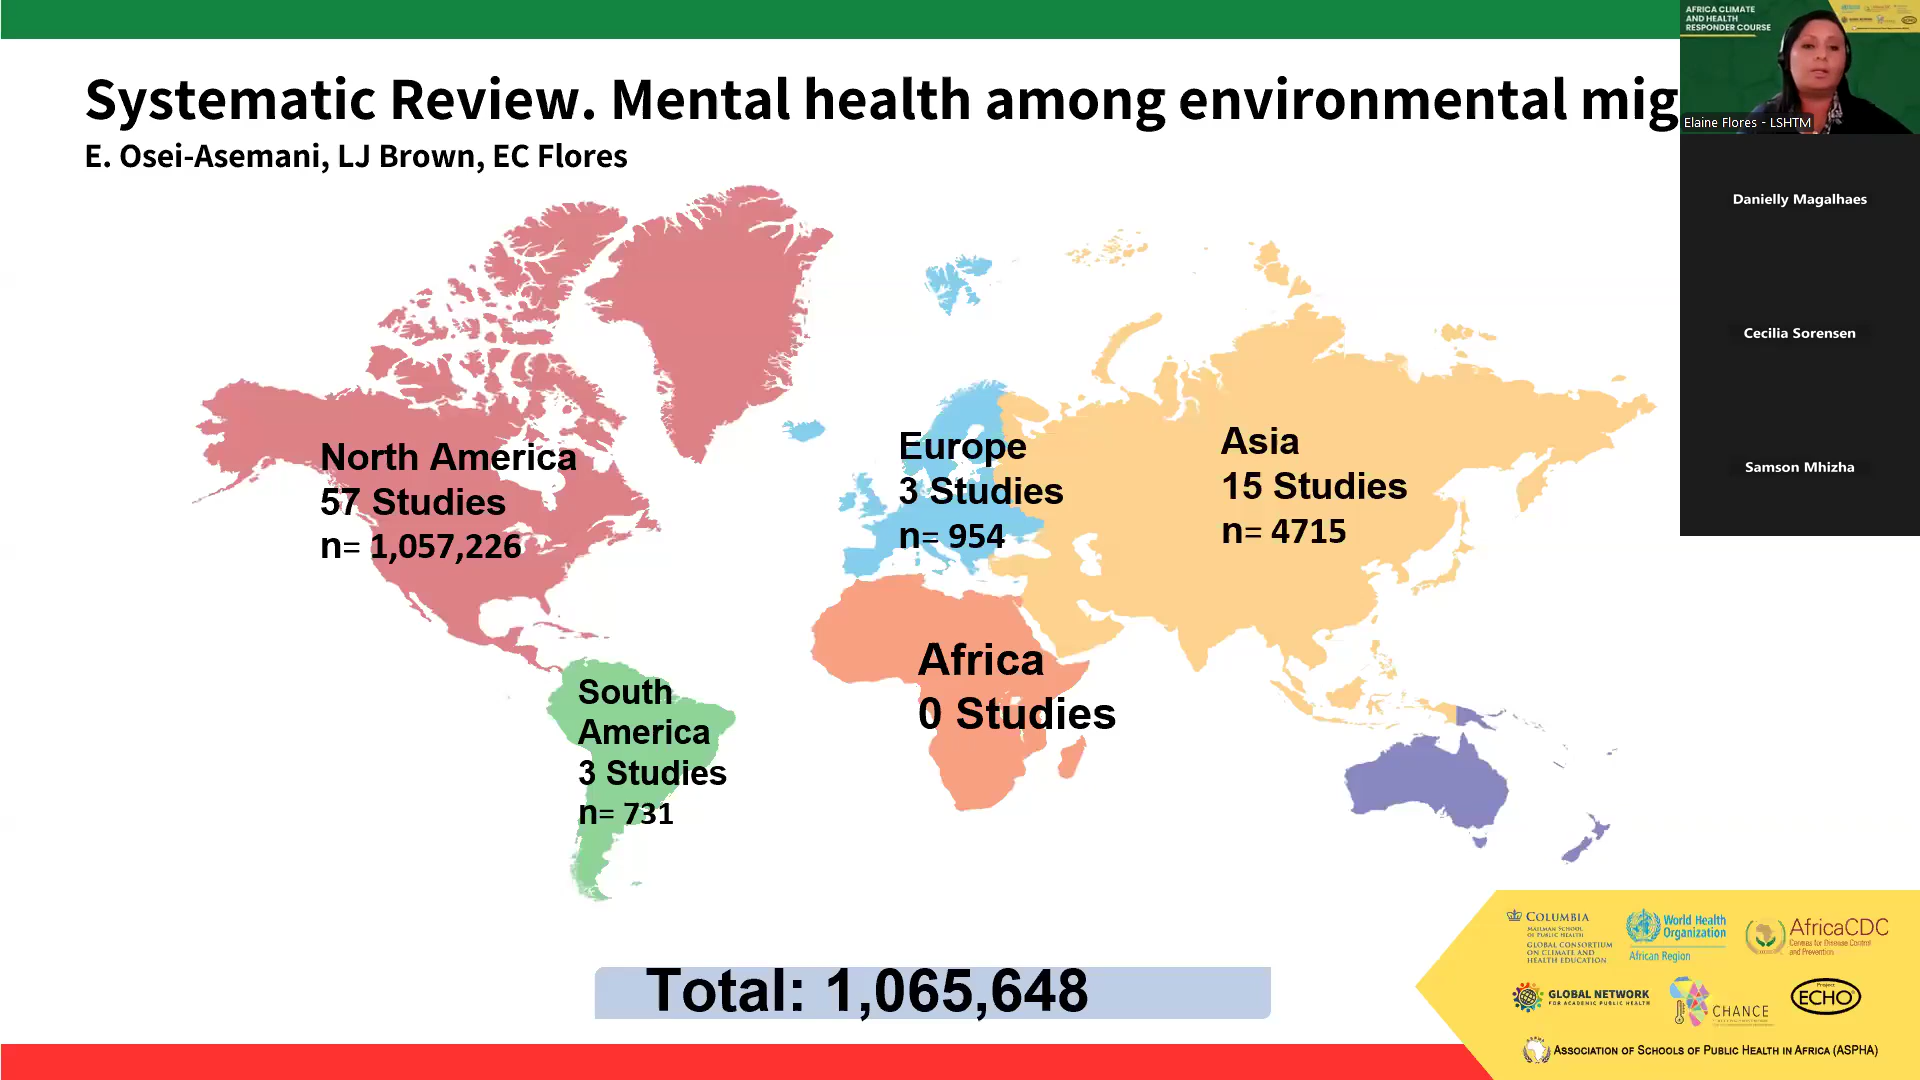 Systematic Review. Mental health among environmental mig
E. Osei-Asemani, LJ Brown, EC Flores
AFRICA CLIMATE
AND HEALTH
RESPONDER COURSE
Elaine Flores - LSHTM
Danielly Magalhaes
Cecilia Sorensen
Samson Mhizha
North America
57 Studies
n= 1,057,226
Europe
3 Studies
n= 954
Asia
15 Studies
n= 4715
Africa
0 Studies
South
America
3 Studies
n= 731
Total: 1,065,648
COLUMBIA
MAILMAN SCHOOL
OF PUBLIC HEALTH
GLOBAL CONSORTIUM
ON CLIMATE AND
HEALTH EDUCATION
World Health
Organization
African Region
AfricaCDC
Centres for Disease Control
and Prevention
GLOBAL NETWORK
FOR ACADEMIC PUBLIC HEALTH
CHANCE
Project
ECHO
ASSOCIATION OF SCHOOLS OF PUBLIC HEALTH IN AFRICA (ASPHA)